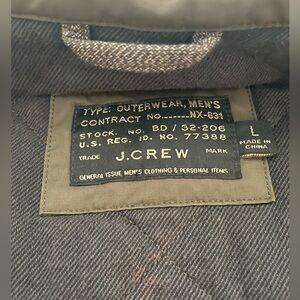 TYPE: OUTERWEAR, MEN'S
CONTRACT NO.------NX-631
STOCK. NO. BD / 32-206
U.S. REG. ID. NO. 77388
TRADE J.CREW MARK
GENERAL ISSUE MEN'S CLOTHING & PERSONAL ITEMS
L
MADE IN
CHINA